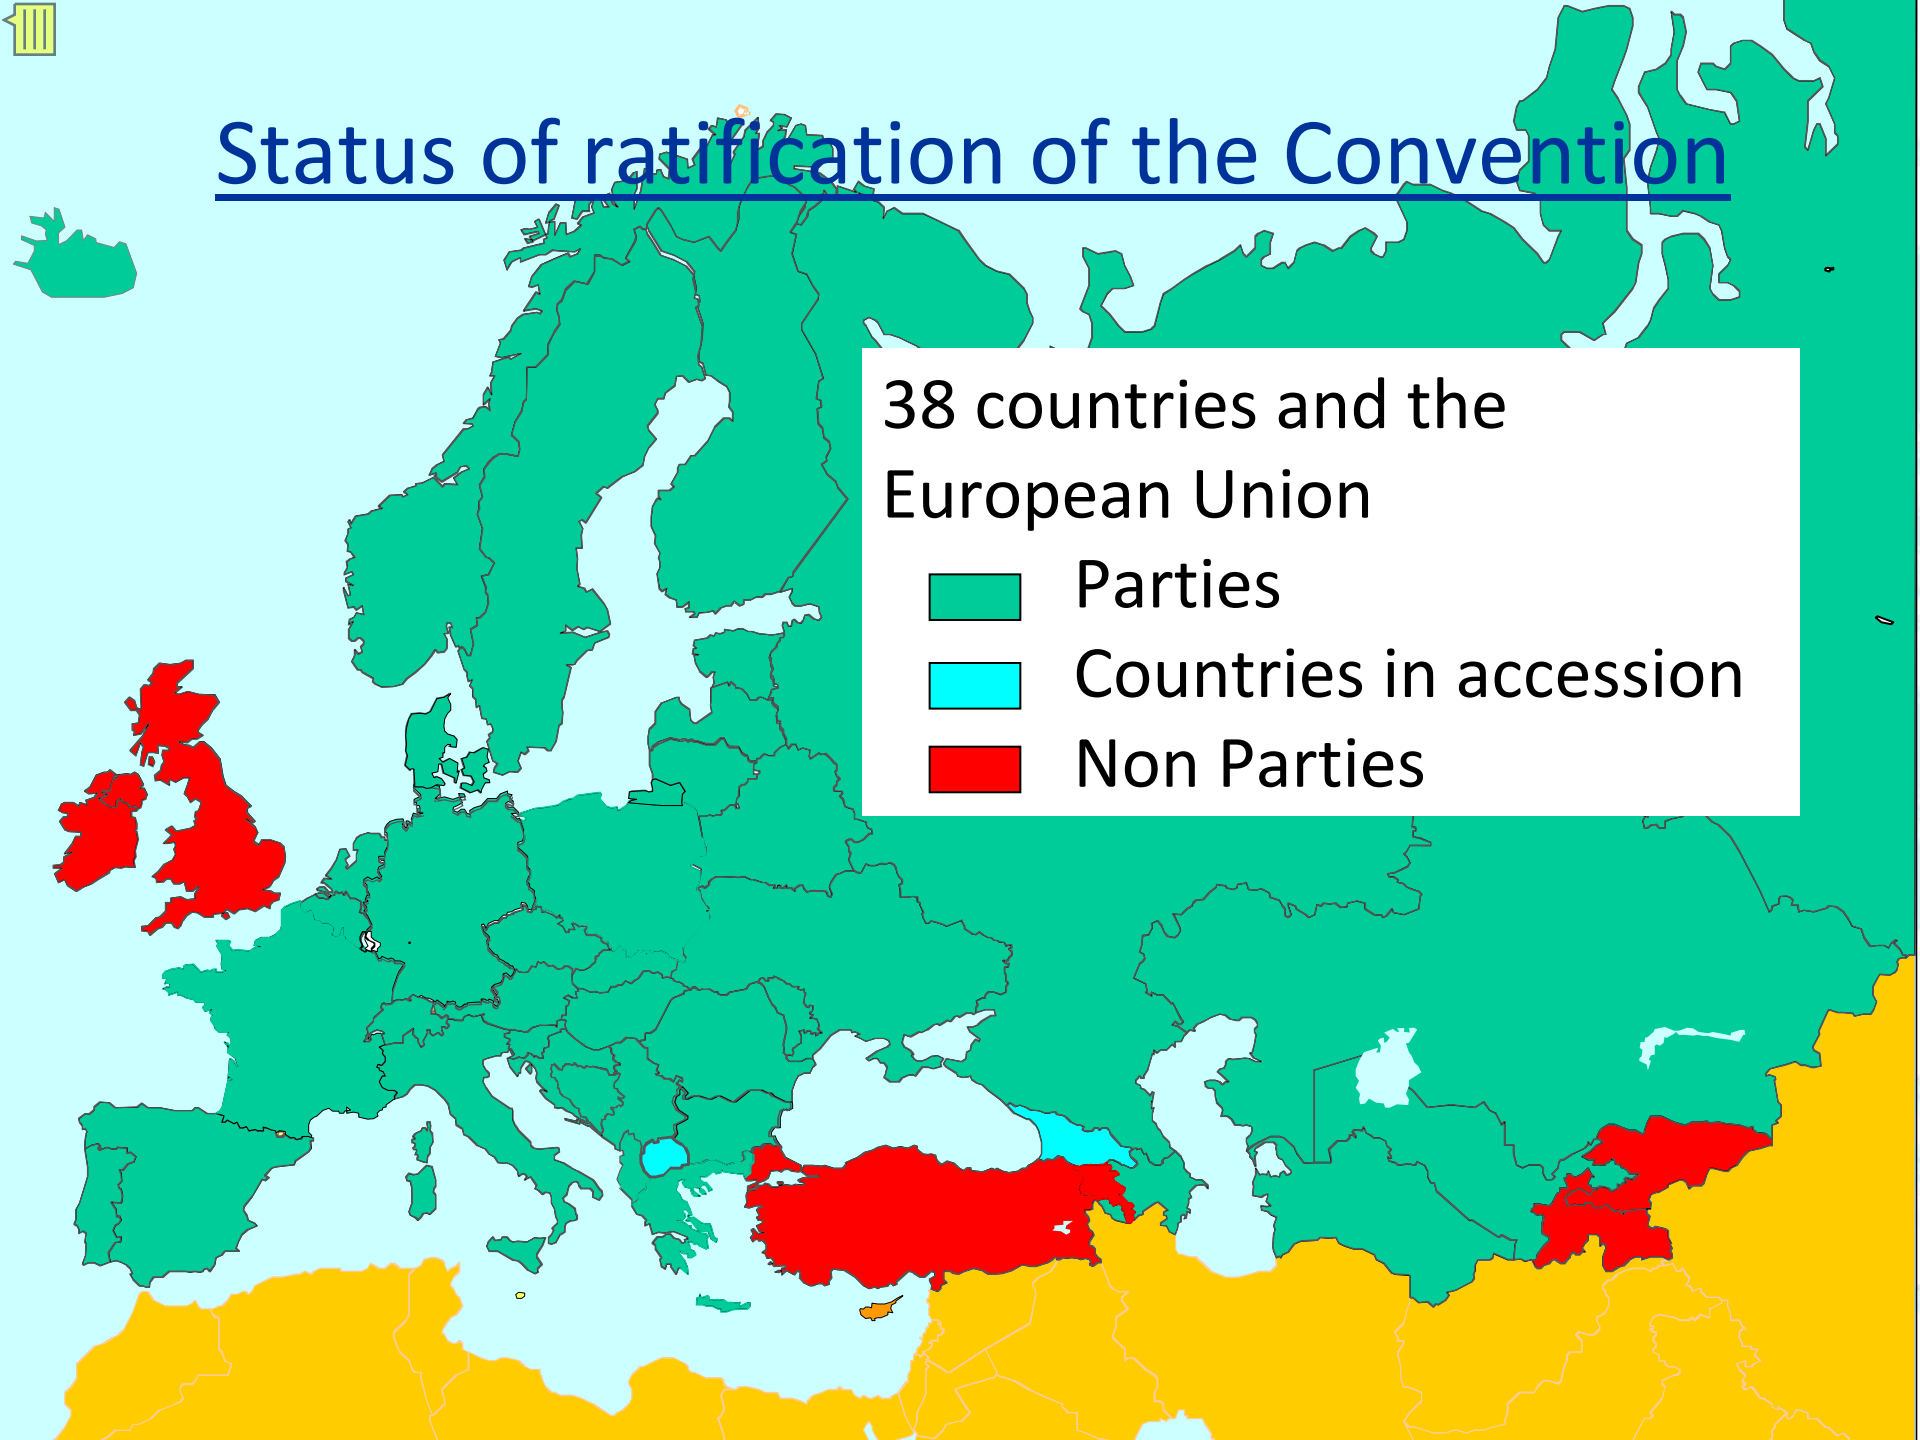 Status of ratification of the Convention
38 countries and the
European Union
Parties
Countries in accession
Non Parties